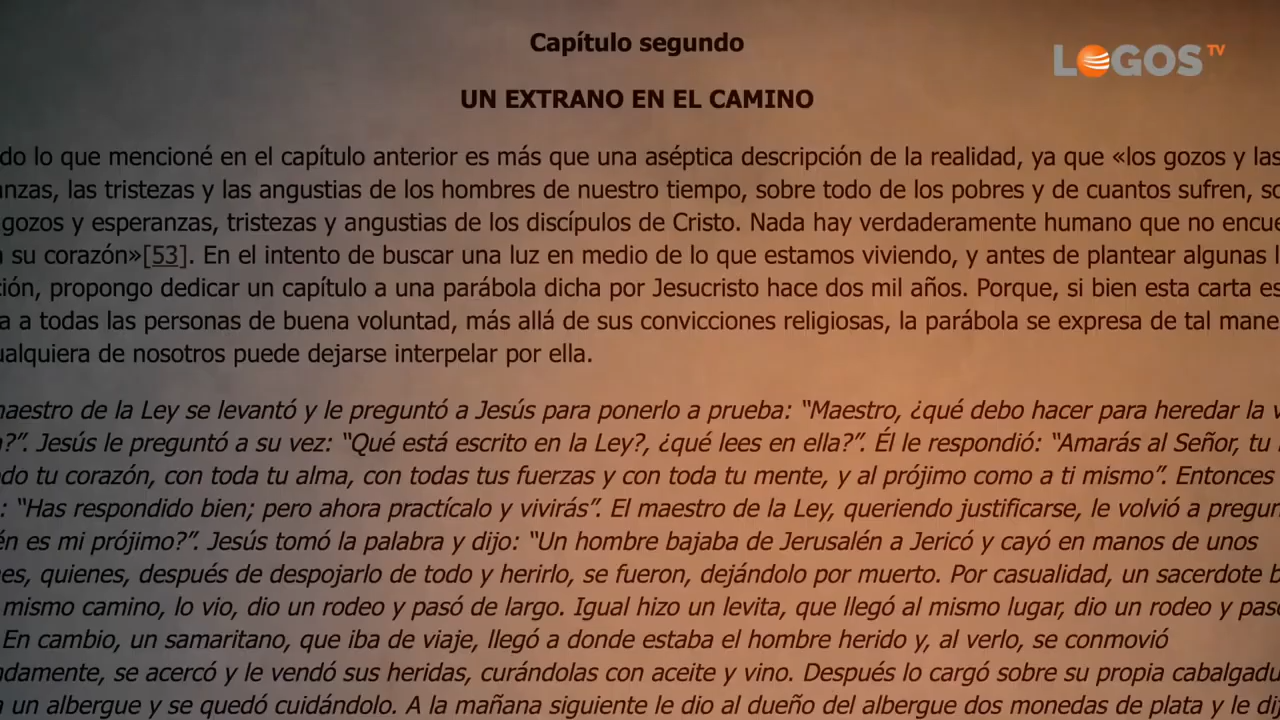 Capítulo segundo
LOGOS TV
UN EXTRANO EN EL CAMINO
do lo que mencioné en el capítulo anterior es más que una aséptica descripción de la realidad, ya que «los gozos y las
anzas, las tristezas y las angustias de los hombres de nuestro tiempo, sobre todo de los pobres y de cuantos sufren, so
gozos y esperanzas, tristezas y angustias de los discípulos de Cristo. Nada hay verdaderamente humano que no encue
su corazón»[53]. En el intento de buscar una luz en medio de lo que estamos viviendo, y antes de plantear algunas l
ción, propongo dedicar un capítulo a una parábola dicha por Jesucristo hace dos mil años. Porque, si bien esta carta es
a a todas las personas de buena voluntad, más allá de sus convicciones religiosas, la parábola se expresa de tal mane
ualquiera de nosotros puede dejarse interpelar por ella.
maestro de la Ley se levantó y le preguntó a Jesús para ponerlo a prueba: “Maestro, ¿qué debo hacer para heredar la v
a?”. Jesús le preguntó a su vez: “Qué está escrito en la Ley?, ¿qué lees en ella?”. Él le respondió: “Amarás al Señor, tu
do tu corazón, con toda tu alma, con todas tus fuerzas y con toda tu mente, y al prójimo como a ti mismo”. Entonces
: “Has respondido bien; pero ahora practícalo y vivirás”. El maestro de la Ley, queriendo justificarse, le volvió a pregun
én es mi prójimo?”. Jesús tomó la palabra y dijo: “Un hombre bajaba de Jerusalén a Jericó y cayó en manos de unos
es, quienes, después de despojarlo de todo y herirlo, se fueron, dejándolo por muerto. Por casualidad, un sacerdote b
mismo camino, lo vio, dio un rodeo y pasó de largo. Igual hizo un levita, que llegó al mismo lugar, dio un rodeo y pasó
En cambio, un samaritano, que iba de viaje, llegó a donde estaba el hombre herido y, al verlo, se conmovió
ndamente, se acercó y le vendó sus heridas, curándolas con aceite y vino. Después lo cargó sobre su propia cabalgadu
a un albergue y se quedó cuidándolo. A la mañana siguiente le dio al dueño del albergue dos monedas de plata y le dij